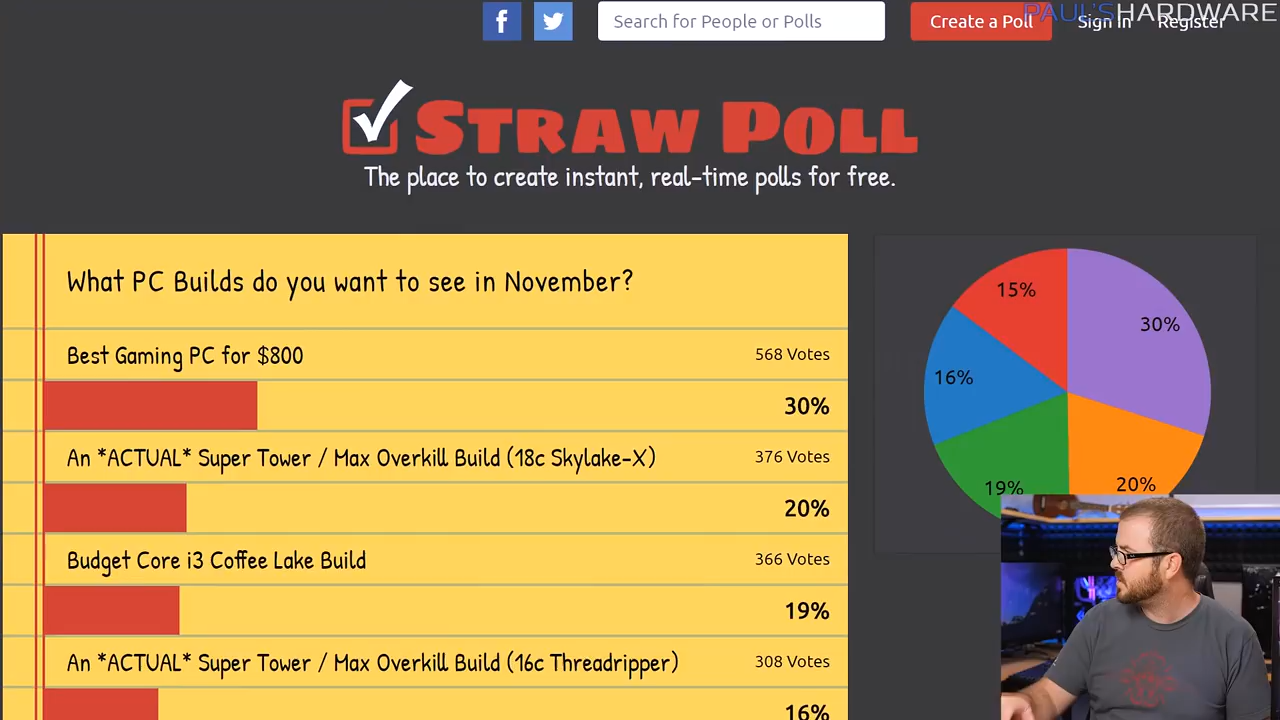 f
Search for People or Polls
Create a Poll
Sign In
Register
PAUL'S HARDWARE
STRAW POLL
The place to create instant, real-time polls for free.
What PC Builds do you want to see in November?
Best Gaming PC for $800
568 Votes
30%
An *ACTUAL* Super Tower / Max Overkill Build (18c Skylake-X)
376 Votes
20%
Budget Core i3 Coffee Lake Build
366 Votes
19%
An *ACTUAL* Super Tower / Max Overkill Build (16c Threadripper)
308 Votes
16%
15%
30%
16%
19%
20%